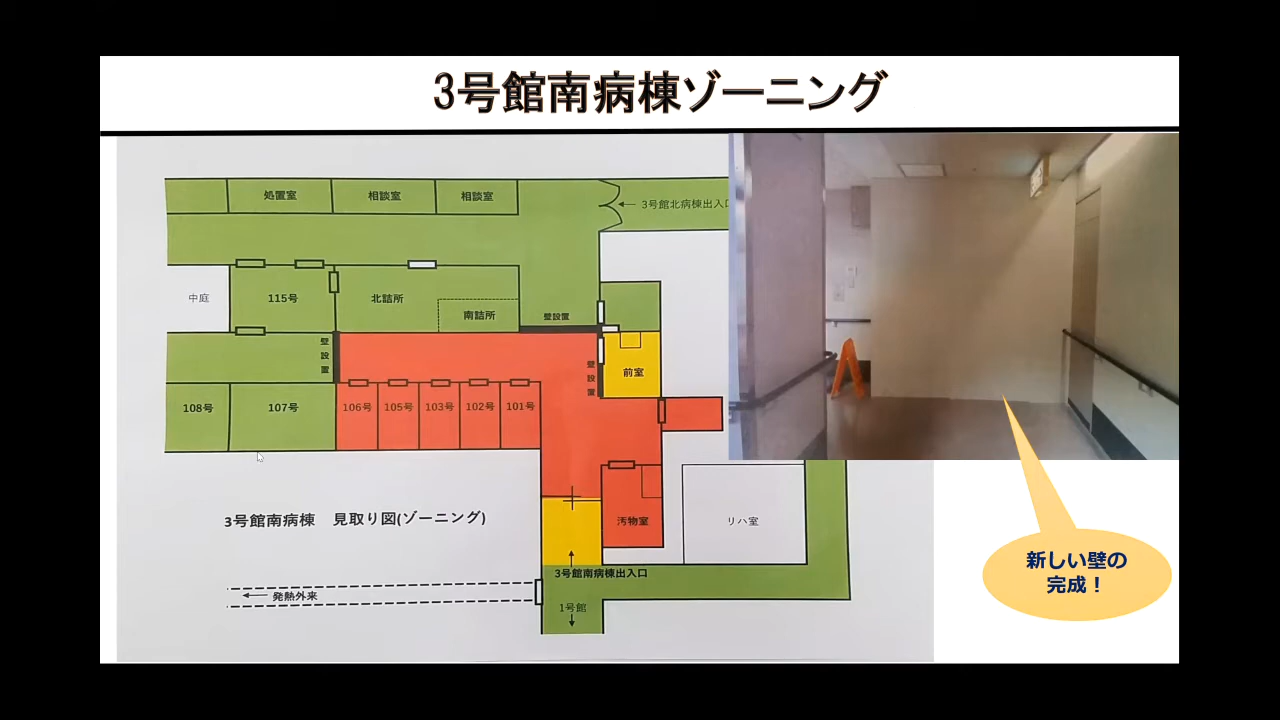 3号館南病棟ゾーニング
処置室
相談室
相談室
3号館北病棟出入口
中庭
115号
北詰所
南詰所
壁設置
壁設置
壁設置
前室
108号
107号
106号
105号
103号
102号
101号
3号館南病棟 見取り図(ゾーニング)
汚物室
リハ室
3号館南病棟出入口
発熱外来
1号館
新しい壁の
完成！